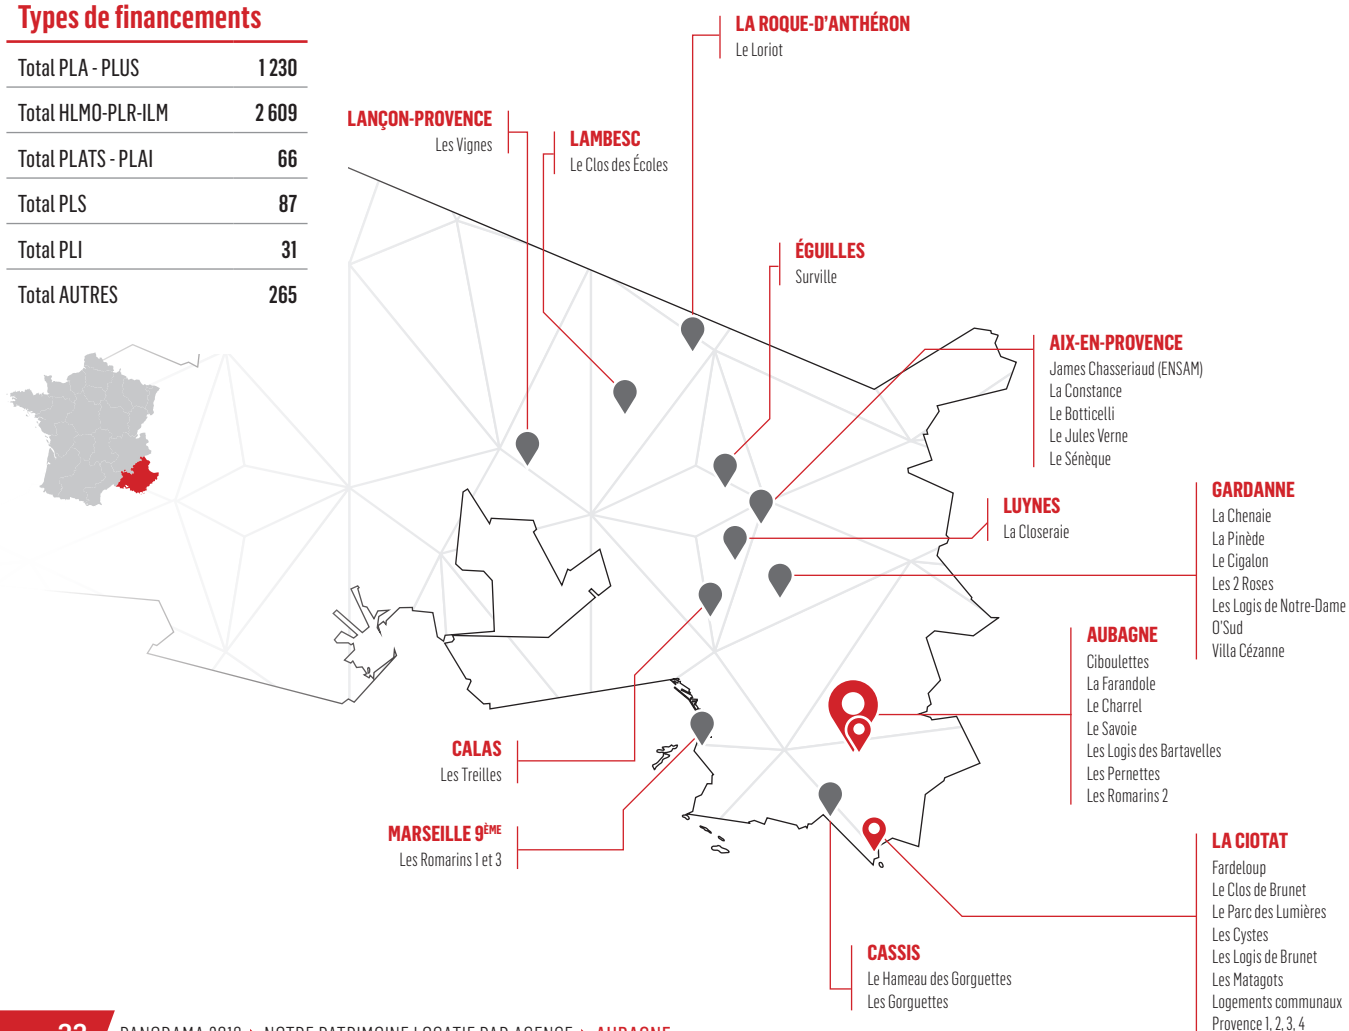 Types de financements
Total PLA - PLUS 1 230
Total HLMO-PLR-ILM 2 609
Total PLATS - PLAI 66
Total PLS 87
Total PLI 31
Total AUTRES 265
LA ROQUE-D'ANTHÉRON
Le Loriot
LANÇON-PROVENCE
Les Vignes
LAMBESC
Le Clos des Écoles
ÉGUILLES
Surville
AIX-EN-PROVENCE
James Chasseriaud (ENSAM)
La Constance
Le Botticelli
Le Jules Verne
Le Sénèque
LUYNES
La Closeraie
GARDANNE
La Chenaie
La Pinède
Le Cigalon
Les 2 Roses
Les Logis de Notre-Dame
O'Sud
Villa Cézanne
AUBAGNE
Ciboulettes
La Farandole
Le Charrel
Le Savoie
Les Logis des Bartavelles
Les Pernettes
Les Romarins 2
CALAS
Les Treilles
MARSEILLE 9ÈME
Les Romarins 1 et 3
LA CIOTAT
Fardeloup
Le Clos de Brunet
Le Parc des Lumières
Les Cystes
Les Logis de Brunet
Les Matagots
Logements communaux
Provence 1, 2, 3, 4
CASSIS
Le Hameau des Gorguettes
Les Gorguettes
NOTRE PATRIMOINE LOCATIF PAR AGENCE > AUBAGNE